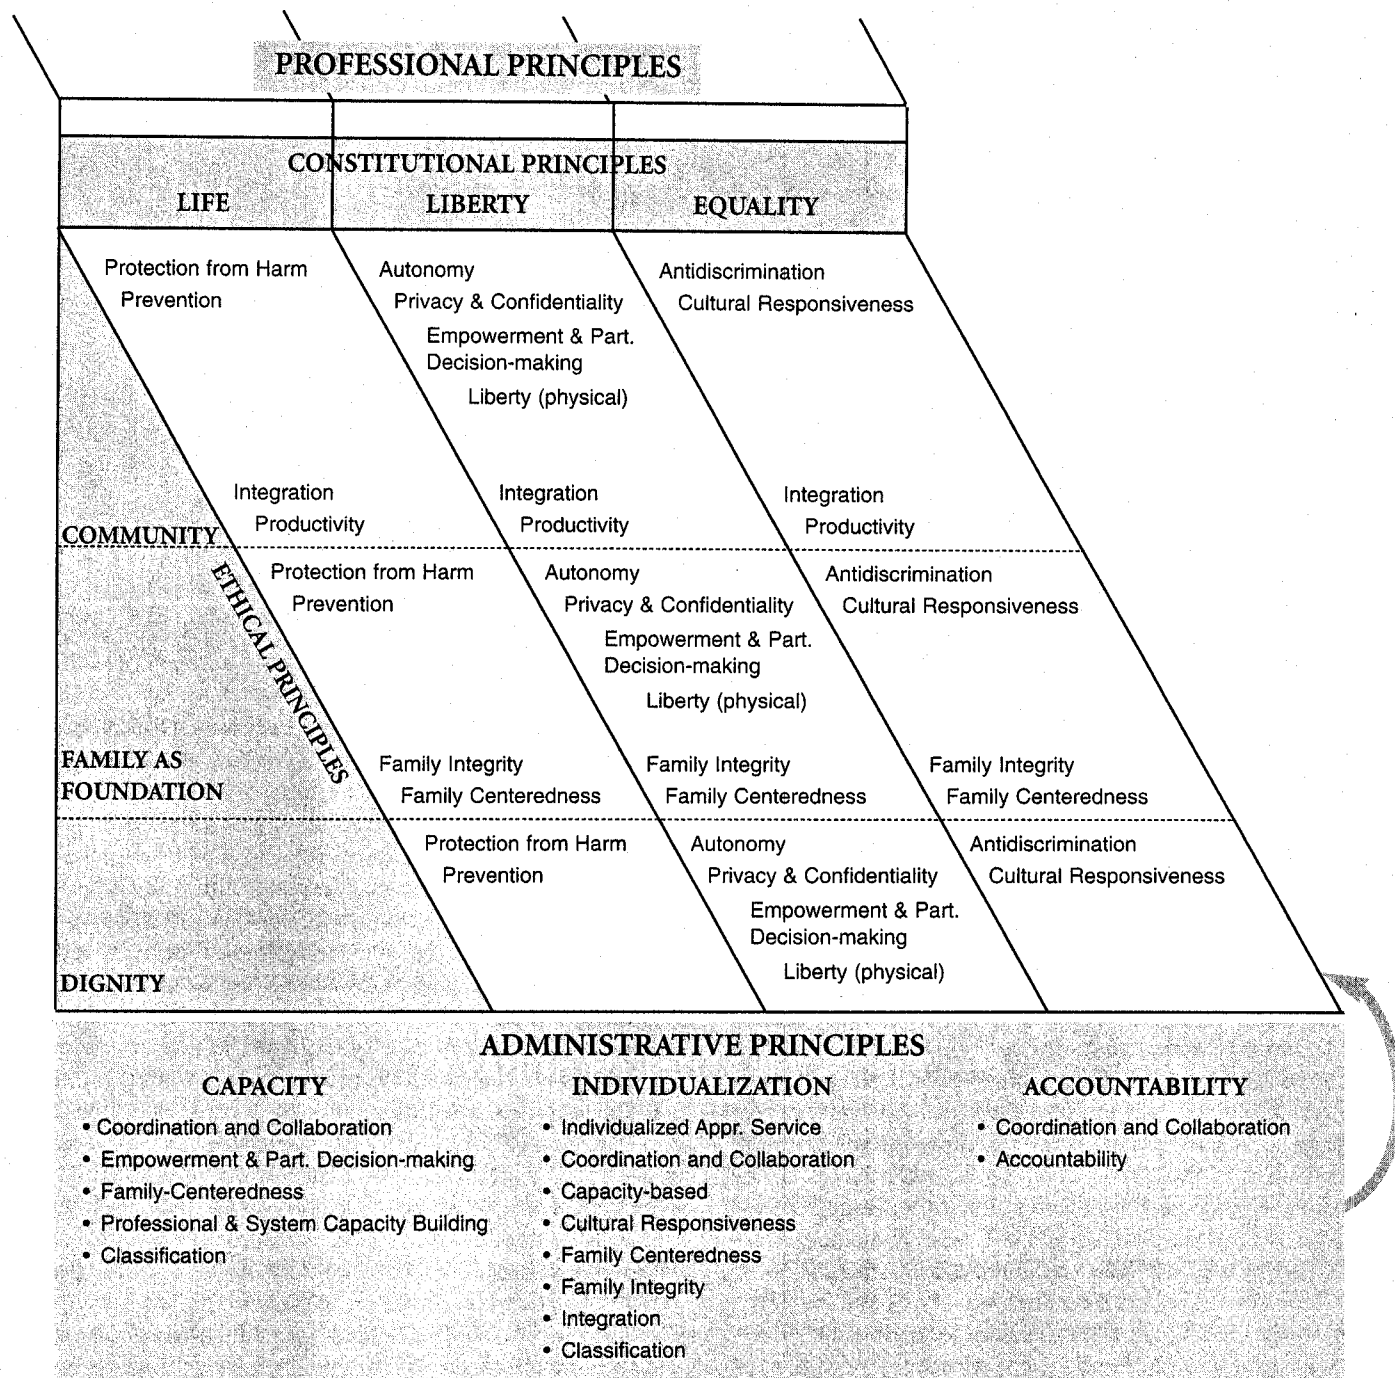 PROFESSIONAL PRINCIPLES
CONSTITUTIONAL PRINCIPLES
LIFE
LIBERTY
EQUALITY
Protection from Harm
Prevention
Autonomy
Privacy & Confidentiality
Empowerment & Part.
Decision-making
Liberty (physical)
Antidiscrimination
Cultural Responsiveness
Integration
Productivity
Integration
Productivity
Integration
Productivity
COMMUNITY
ETHICAL PRINCIPLES
Protection from Harm
Prevention
Autonomy
Privacy & Confidentiality
Empowerment & Part.
Decision-making
Liberty (physical)
Antidiscrimination
Cultural Responsiveness
FAMILY AS
FOUNDATION
Family Integrity
Family Centeredness
Family Integrity
Family Centeredness
Family Integrity
Family Centeredness
Protection from Harm
Prevention
Autonomy
Privacy & Confidentiality
Empowerment & Part.
Decision-making
Liberty (physical)
Antidiscrimination
Cultural Responsiveness
DIGNITY
ADMINISTRATIVE PRINCIPLES
CAPACITY
• Coordination and Collaboration
• Empowerment & Part. Decision-making
• Family-Centeredness
• Professional & System Capacity Building
• Classification
INDIVIDUALIZATION
• Individualized Appr. Service
• Coordination and Collaboration
• Capacity-based
• Cultural Responsiveness
• Family Centeredness
• Family Integrity
• Integration
• Classification
ACCOUNTABILITY
• Coordination and Collaboration
• Accountability